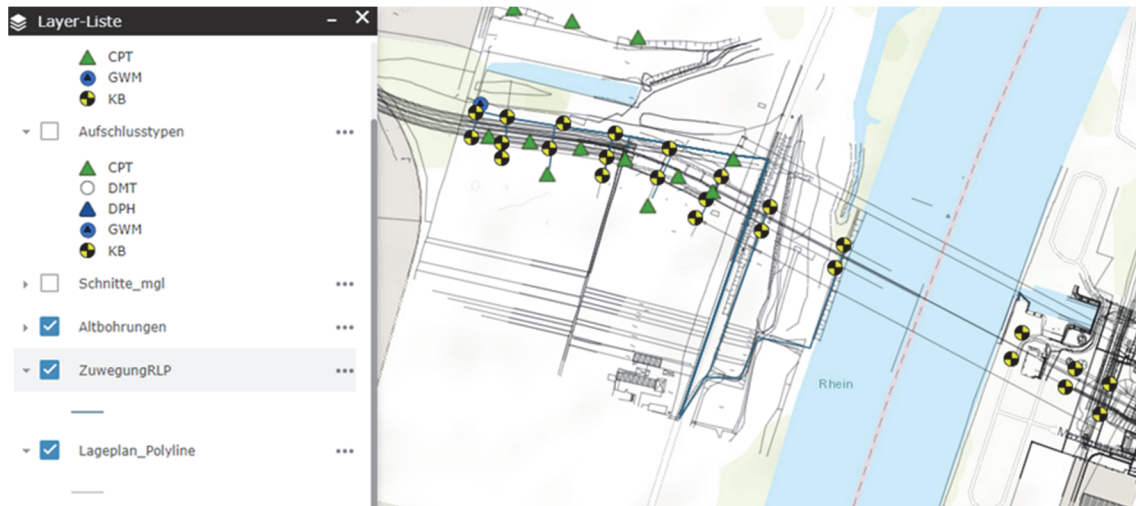 Layer-Liste
CPT
GWM
KB
Aufschlusstypen
CPT
DMT
DPH
GWM
KB
Schnitte_mgl
Altbohrungen
ZuwegungRLP
Lageplan_Polyline
Rhein
M